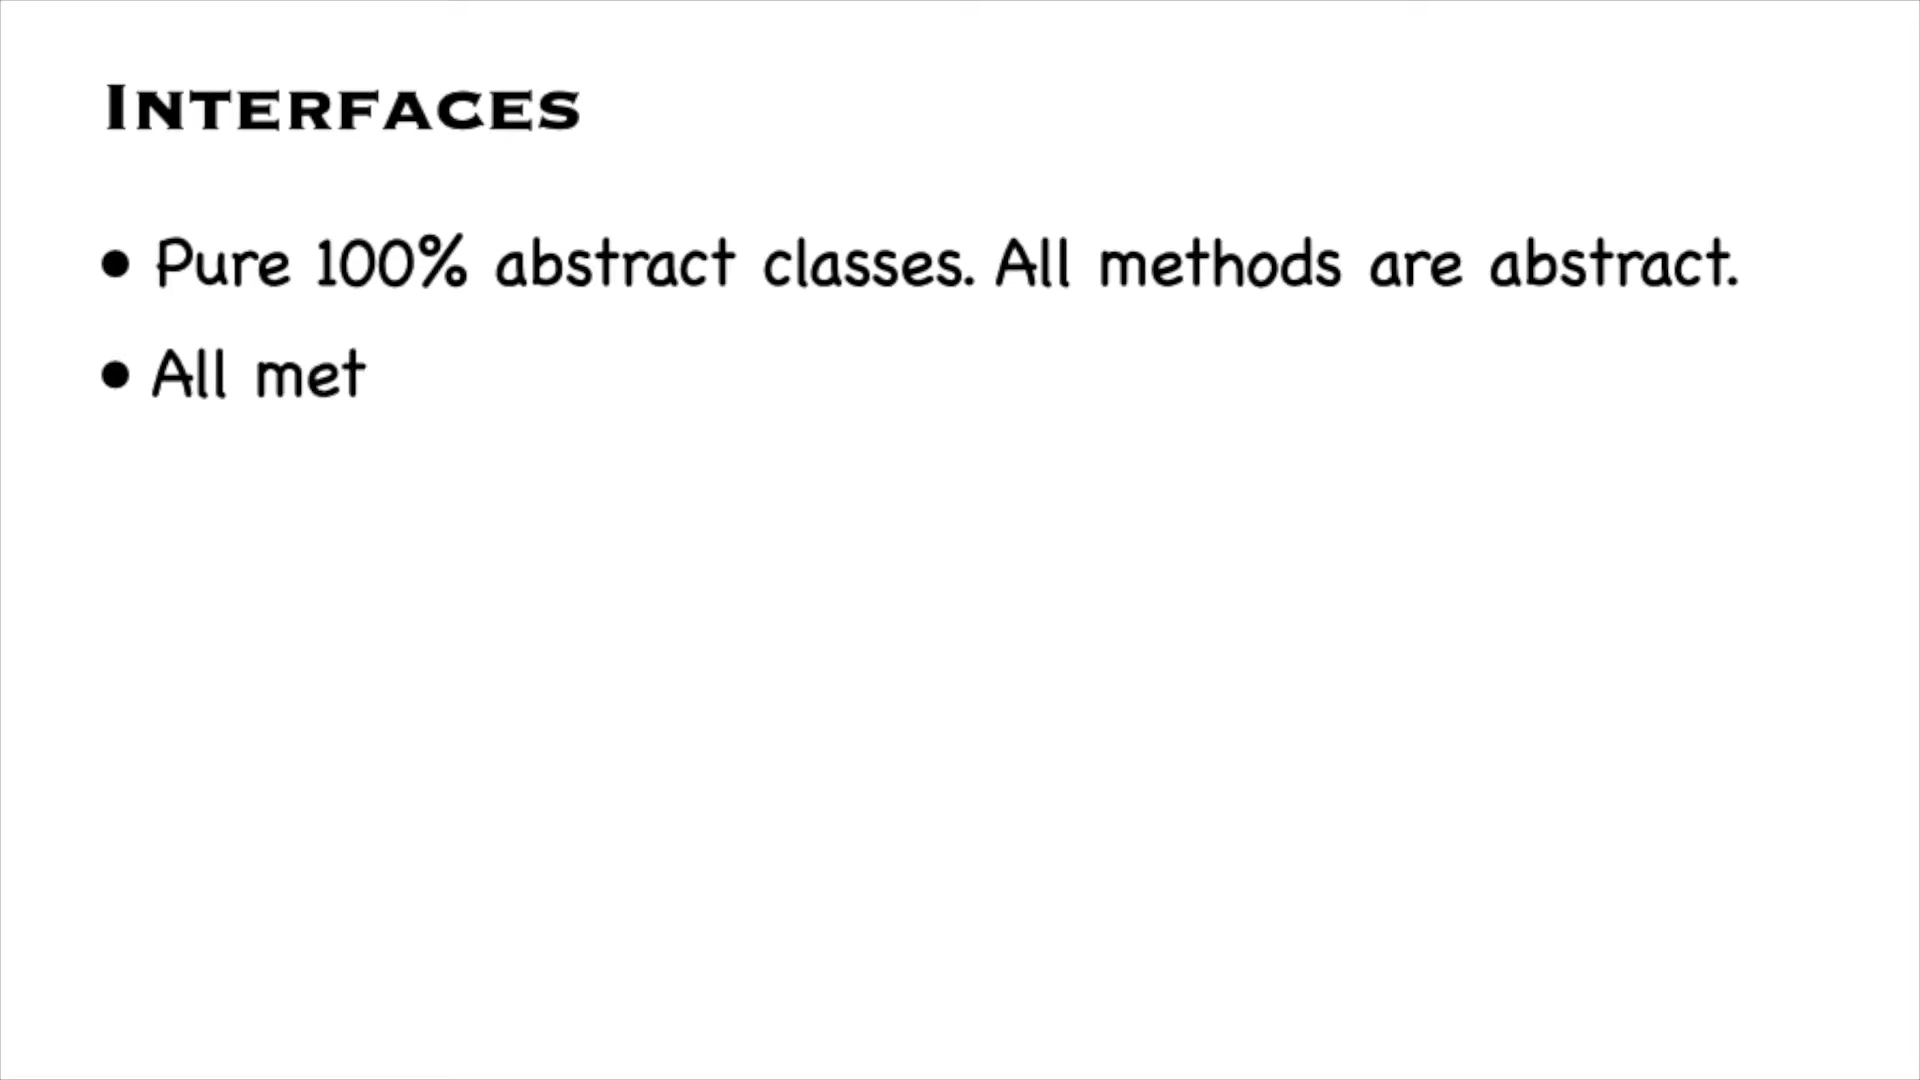 INTERFACES
• Pure 100% abstract classes. All methods are abstract.
• All met